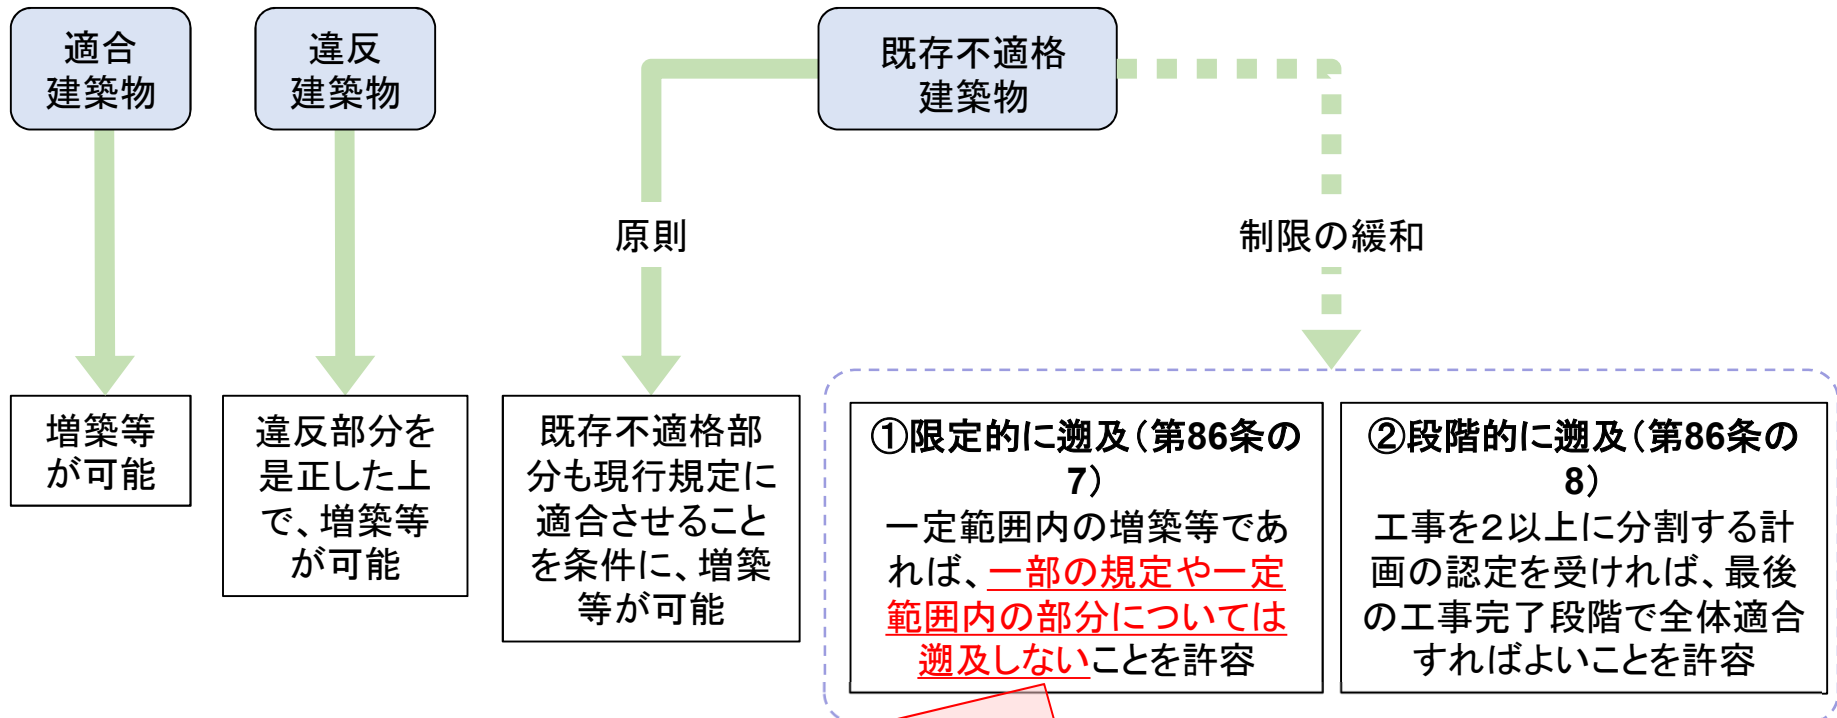 適合
建築物
違反
建築物
既存不適格
建築物
原則
制限の緩和
増築等
が可能
違反部分を
是正した上
で、増築等
が可能
既存不適格部
分も現行規定に
適合させること
を条件に、増築
等が可能
①限定的に遡及(第86条の
7)
一定範囲内の増築等であ
れば、一部の規定や一定
範囲内の部分については
遡及しないことを許容
②段階的に遡及(第86条の
8)
工事を2以上に分割する計
画の認定を受ければ、最後
の工事完了段階で全体適合
すればよいことを許容